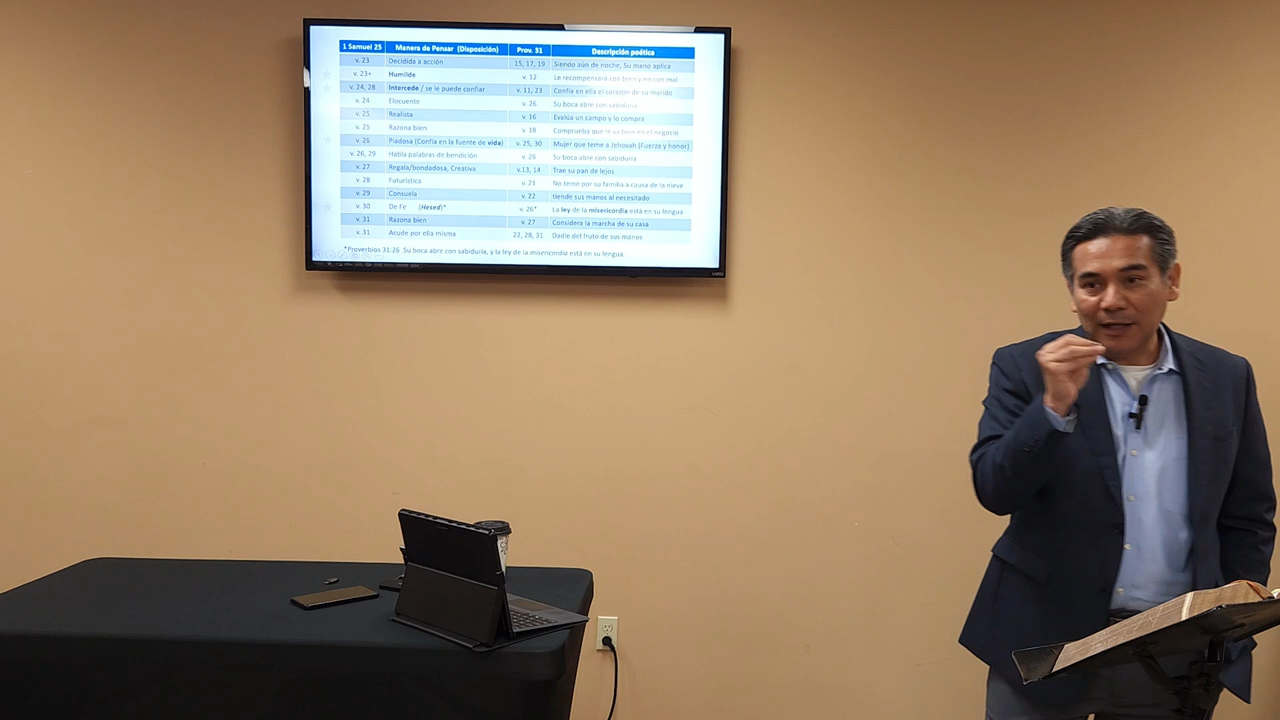 1 Samuel 25 Manera de Pensar (Disposición) Prov. 31 Descripción poética
v. 23 Decidida a acción 15, 17, 19 Siendo aún de noche, Su mano aplica
v. 23+ Humilde v. 12 Le recompensará con bien y no con mal
v. 24, 28 Intercede / se le puede confiar v. 11, 23 Confía en ella el corazón de su marido
v. 24 Elocuente v. 26 Su boca abre con sabiduría
v. 25 Realista v. 16 Evalúa un campo y lo compra
v. 25 Razona bien v. 18 Comprueba que le va bien en el negocio
v. 26 Piadosa (Confía en la fuente de vida) v. 25, 30 Mujer que teme a Jehovah (Fuerza y honor)
v. 26, 29 Habla palabras de bendición v. 26 Su boca abre con sabiduría
v. 27 Regala/bondadosa, Creativa v.13, 14 Trae su pan de lejos
v. 28 Futurística v. 21 No teme por su familia a causa de la nieve
v. 29 Consuela v. 22 tiende sus manos al necesitado
v. 30 De Fe (Hesed)* v. 26* La ley de la misericordia está en su lengua
v. 31 Razona bien v. 27 Considera la marcha de su casa
v. 31 Acude por ella misma 22, 28, 31 Dadle del fruto de sus manos
*Proverbios 31:26 Su boca abre con sabiduría, y la ley de la misericordia está en su lengua.
VIZIO